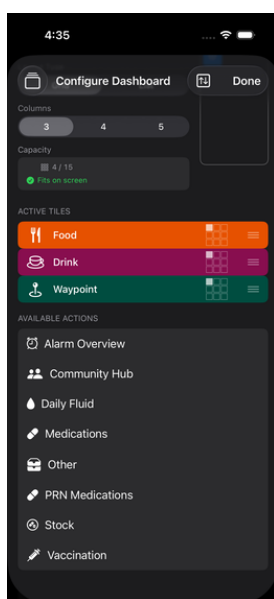 4:35
Configure Dashboard
Done
Columns
3 4 5
Capacity
4 / 15
Fits on screen
ACTIVE TILES
Food
Drink
Waypoint
AVAILABLE ACTIONS
Alarm Overview
Community Hub
Daily Fluid
Medications
Other
PRN Medications
Stock
Vaccination